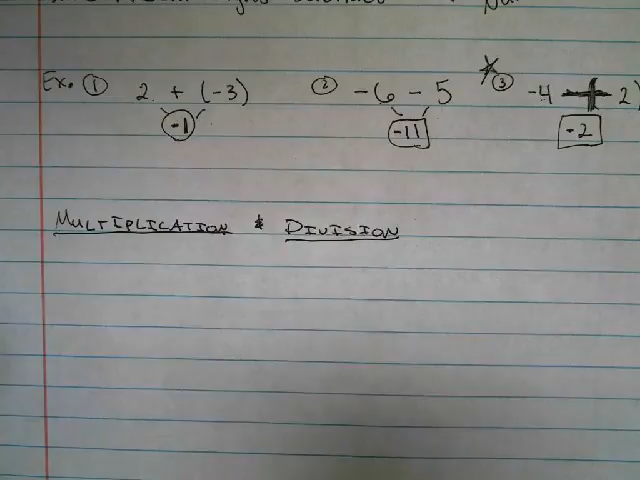 Ex. ① 2 + (-3) ② -6 - 5 * ③ -4 + 2)
-1 -11 -2
MULTIPLICATION & DIVISION